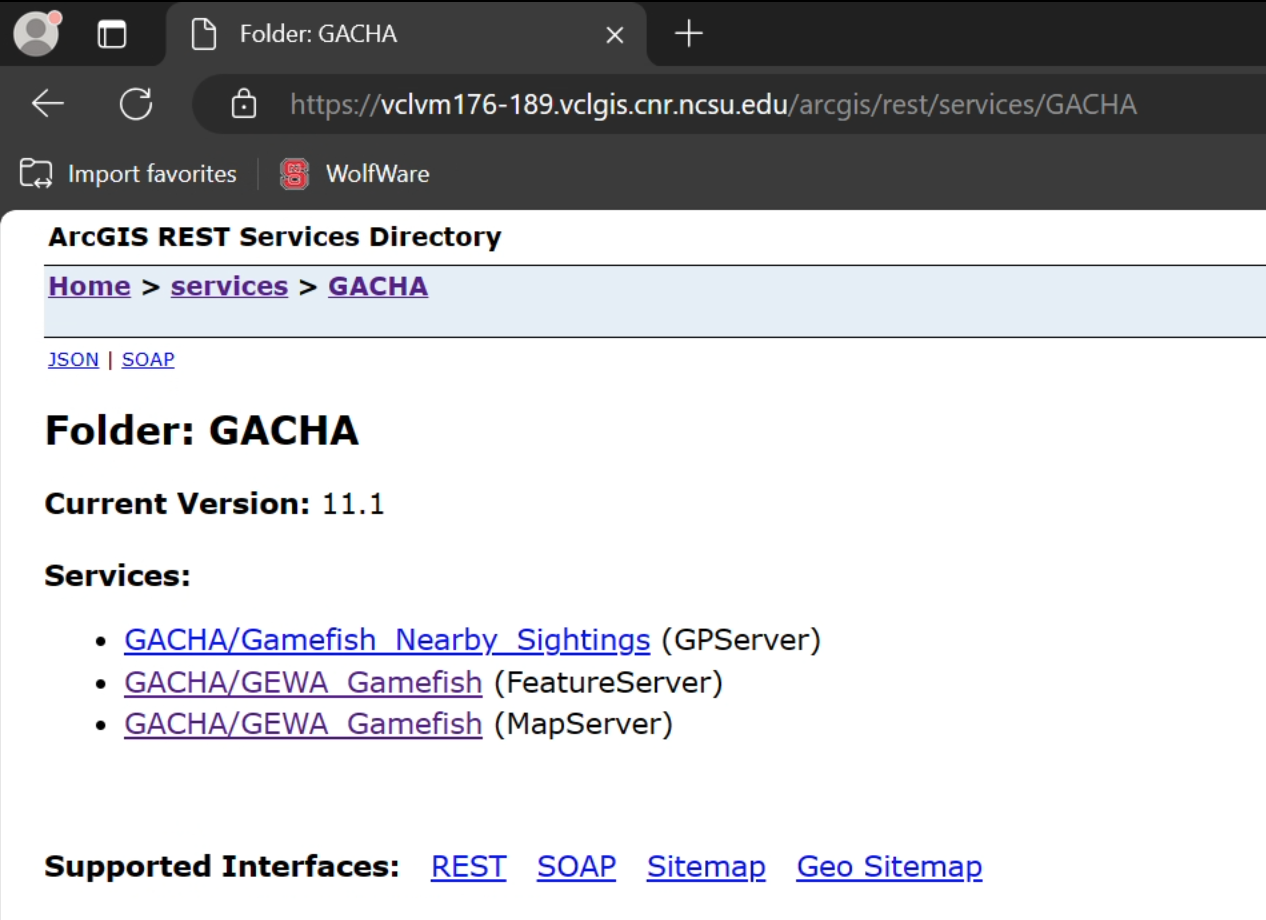 Folder: GACHA
https://vclvm176-189.vclgis.cnr.ncsu.edu/arcgis/rest/services/GACHA
Import favorites
WolfWare
ArcGIS REST Services Directory
Home > services > GACHA
JSON | SOAP
Folder: GACHA
Current Version: 11.1
Services:
• GACHA/Gamefish_Nearby_Sightings (GPServer)
• GACHA/GEWA_Gamefish (FeatureServer)
• GACHA/GEWA_Gamefish (MapServer)
Supported Interfaces: REST SOAP Sitemap Geo Sitemap